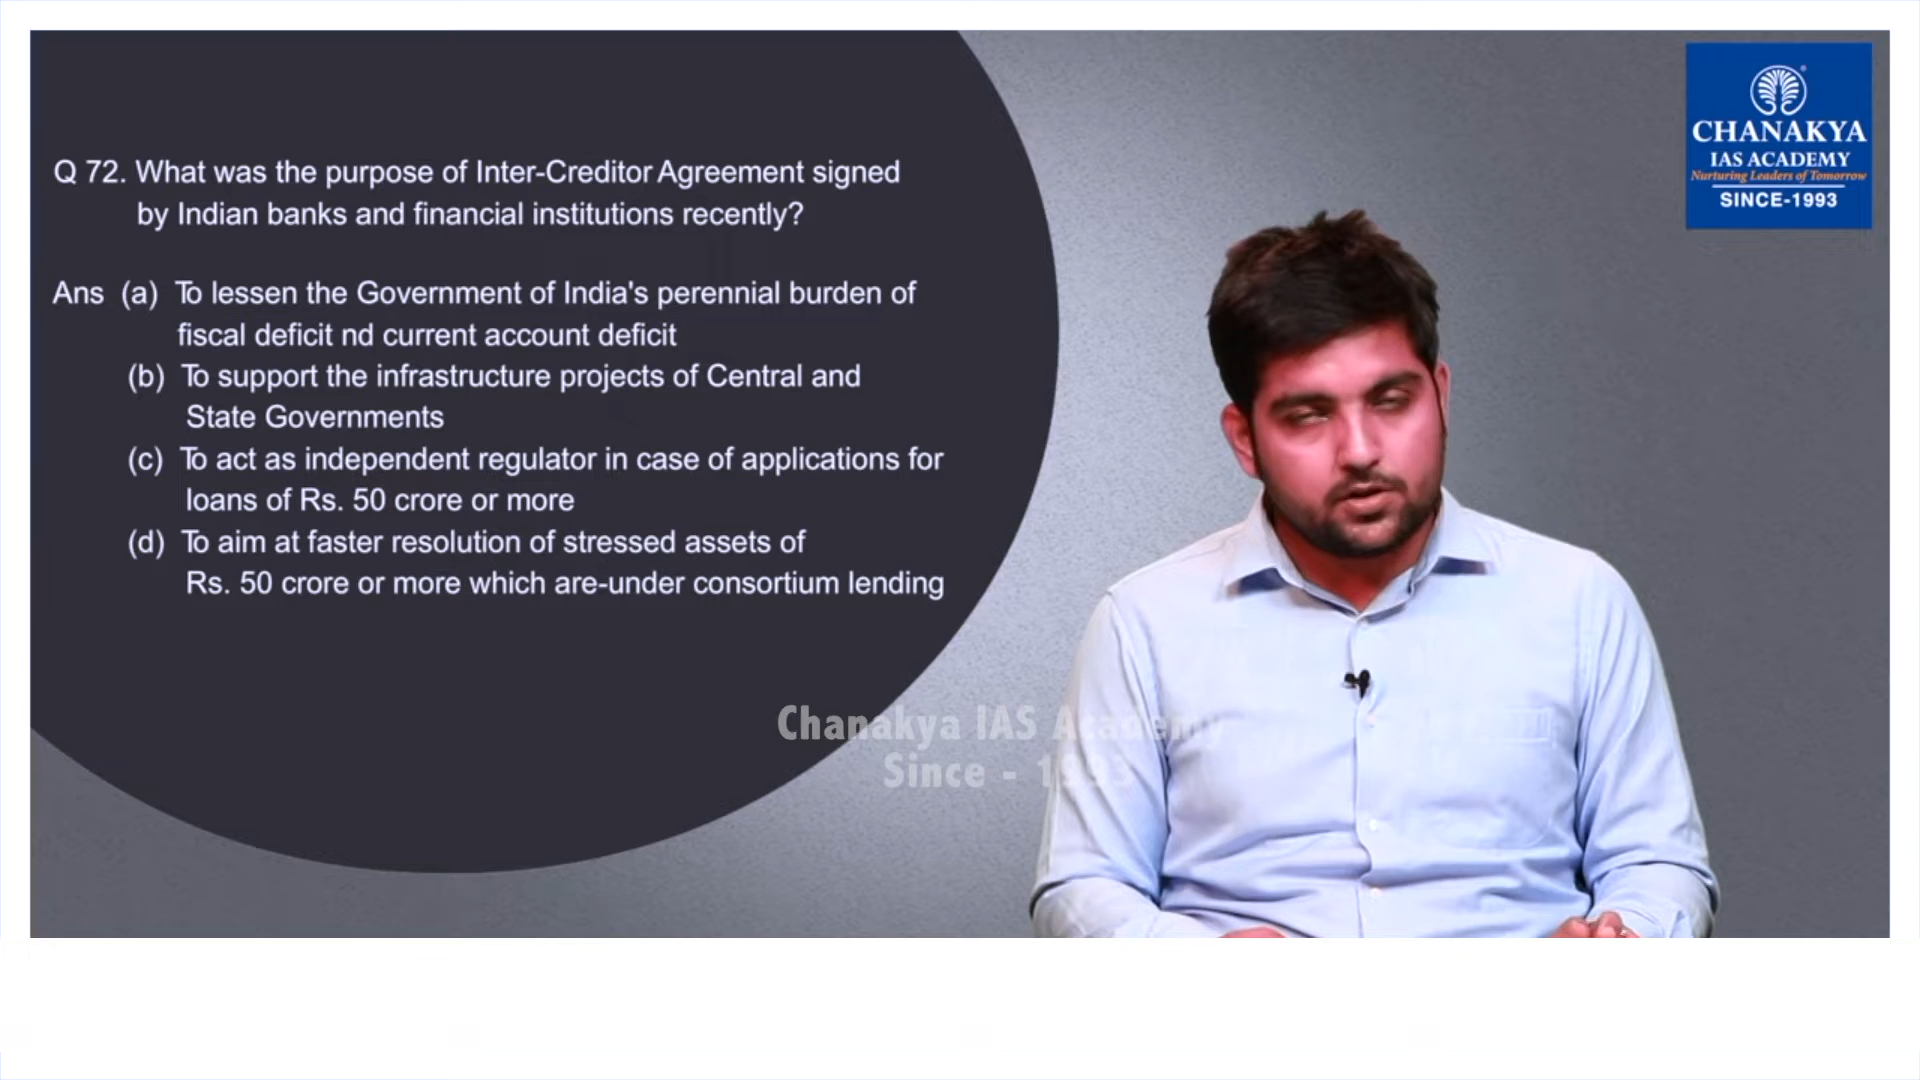 Q 72. What was the purpose of Inter-Creditor Agreement signed
by Indian banks and financial institutions recently?
Ans (a) To lessen the Government of India's perennial burden of
fiscal deficit nd current account deficit
(b) To support the infrastructure projects of Central and
State Governments
(c) To act as independent regulator in case of applications for
loans of Rs. 50 crore or more
(d) To aim at faster resolution of stressed assets of
Rs. 50 crore or more which are-under consortium lending
CHANAKYA
IAS ACADEMY
Nurturing Leaders of Tomorrow
SINCE-1993
Chanakya IAS Academy
Since - 1993